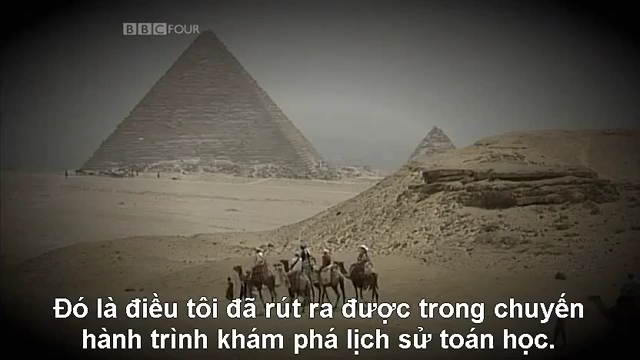 BBC FOUR
Đó là điều tôi đã rút ra được trong chuyến
hành trình khám phá lịch sử toán học.